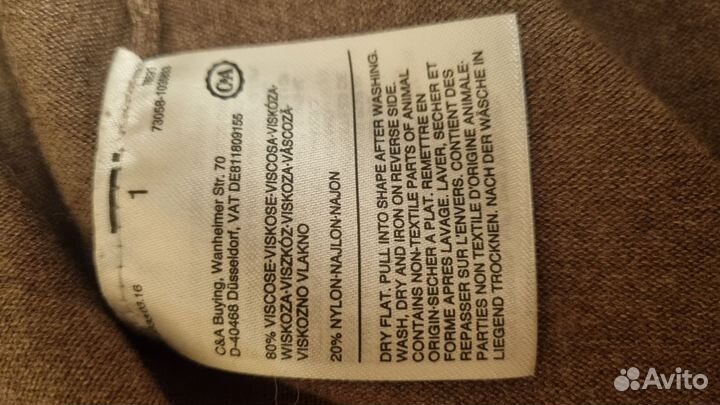 C&A
73058-103863
1
C&A Buying, Wanheimer Str. 70
D-40468 Düsseldorf, VAT DE811809155
80% VISCOSE-VISKOSE-VISCOSA-VISKÓZA-
WISKOZA-VISZKÓZ-VISKOZA-VÂSCOZĂ-
VISKOZNO VLAKNO
20% NYLON-NAJLON-NAJON
DRY FLAT. PULL INTO SHAPE AFTER WASHING.
WASH, DRY AND IRON ON REVERSE SIDE.
CONTAINS NON-TEXTILE PARTS OF ANIMAL
ORIGIN-SECHER A PLAT. REMETTRE EN
FORME APRES LAVAGE. LAVER, SECHER ET
REPASSER SUR L'ENVERS. CONTIENT DES
PARTIES NON TEXTILE D'ORIGINE ANIMALE-
LIEGEND TROCKNEN. NACH DER WÄSCHE IN
Avito